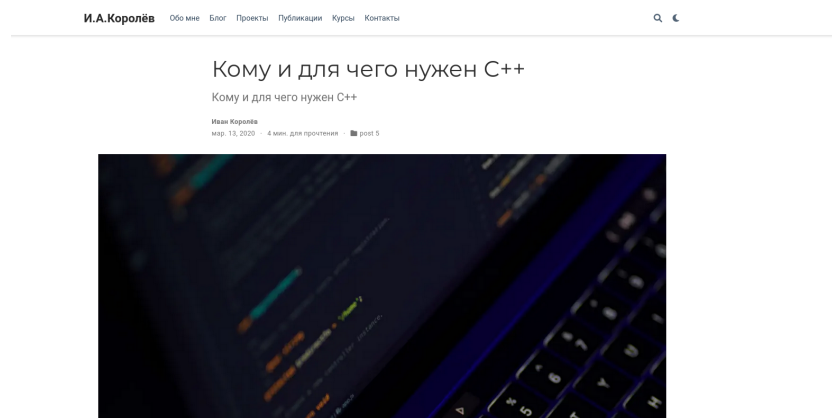 И.А.Королёв Обо мне Блог Проекты Публикации Курсы Контакты
Кому и для чего нужен C++
Кому и для чего нужен C++
Иван Королёв
мар. 13, 2020 · 4 мин. для прочтения · post 5